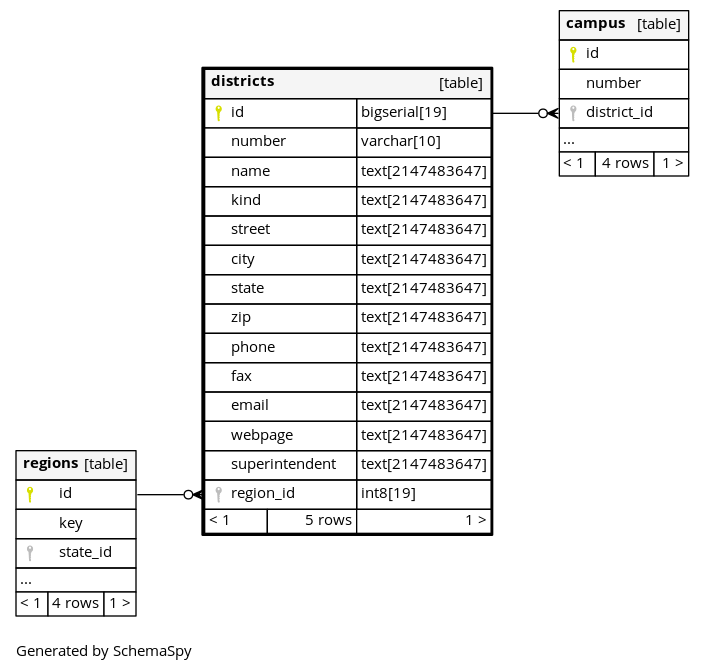 campus [table]
id
number
district_id
...
< 1 4 rows 1 >
districts [table]
id bigserial[19]
number varchar[10]
name text[2147483647]
kind text[2147483647]
street text[2147483647]
city text[2147483647]
state text[2147483647]
zip text[2147483647]
phone text[2147483647]
fax text[2147483647]
email text[2147483647]
webpage text[2147483647]
superintendent text[2147483647]
region_id int8[19]
< 1 5 rows 1 >
regions [table]
id
key
state_id
...
< 1 4 rows 1 >
Generated by SchemaSpy